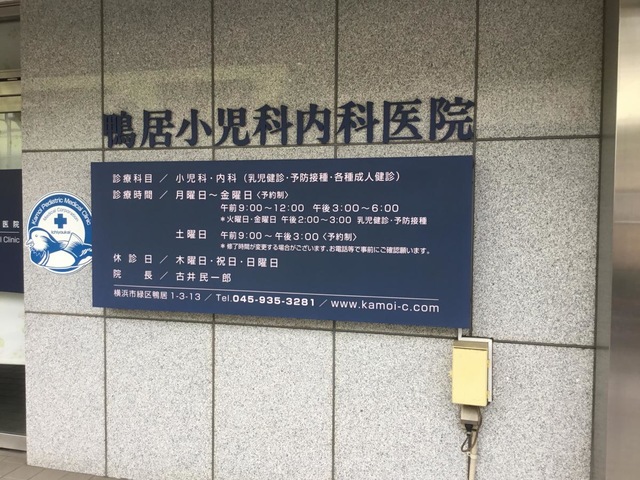 鴨居小児科内科医院
診療科目 ／ 小児科・内科（乳児健診・予防接種・各種成人健診）
診療時間 ／ 月曜日～金曜日〈予約制〉
午前9:00～12:00 午後3:00～6:00
＊火曜日・金曜日 午後2:00～3:00 乳児健診・予防接種
土曜日 午前9:00～午後3:00〈予約制〉
＊修了時間が変更する場合がございます、お電話等で事前にご確認願います。
休診日／木曜日・祝日・日曜日
院長／古井民一郎
横浜市緑区鴨居1-3-13／Tel.045-935-3281／www.kamoi-c.com
Kamoi Pediatric Medical Clinic
医院
Clinic